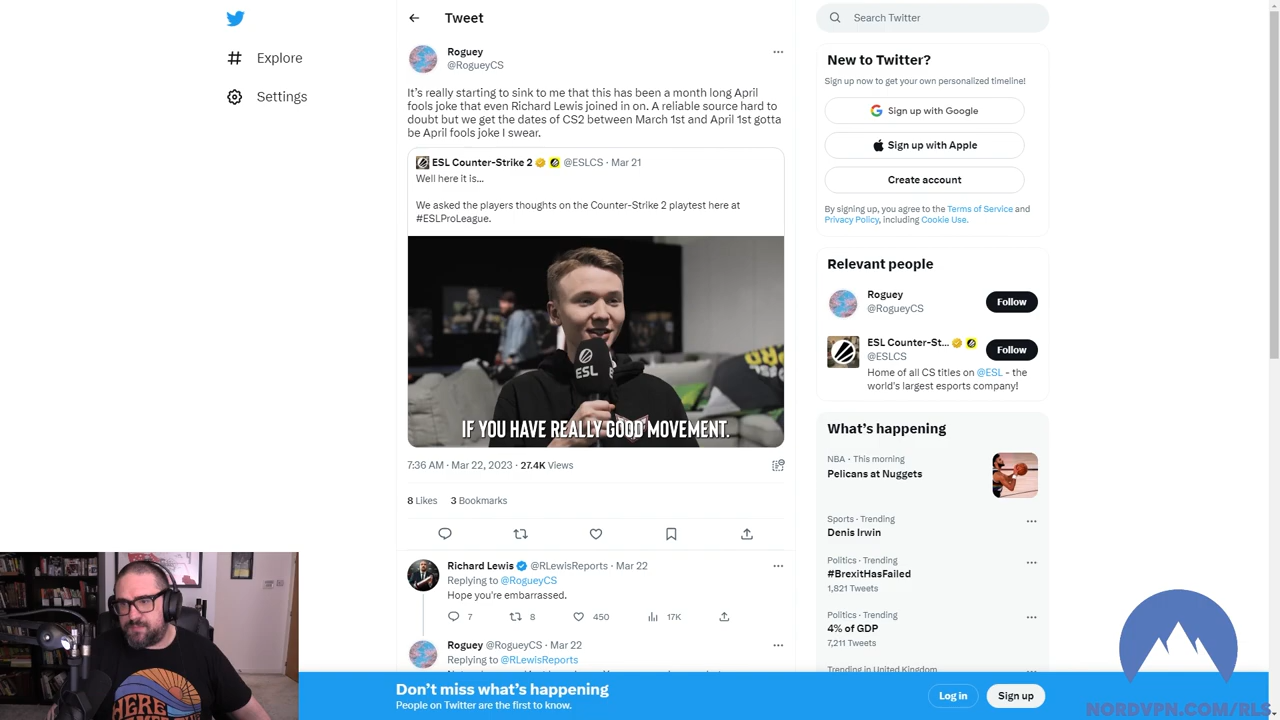 Explore
Settings
Tweet
Roguey
@RogueyCS
It's really starting to sink to me that this has been a month long April
fools joke that even Richard Lewis joined in on. A reliable source hard to
doubt but we get the dates of CS2 between March 1st and April 1st gotta
be April fools joke I swear.
ESL Counter-Strike 2 @ESLCS · Mar 21
Well here it is...
We asked the players thoughts on the Counter-Strike 2 playtest here at
#ESLProLeague.
ESL
IF YOU HAVE REALLY GOOD MOVEMENT.
7:36 AM · Mar 22, 2023 · 27.4K Views
8 Likes 3 Bookmarks
Richard Lewis @RLewisReports · Mar 22
Replying to @RogueyCS
Hope you're embarrassed.
7 8 450 17K
Roguey @RogueyCS · Mar 22
Replying to @RLewisReports
Search Twitter
New to Twitter?
Sign up now to get your own personalized timeline!
Sign up with Google
Sign up with Apple
Create account
By signing up, you agree to the Terms of Service and
Privacy Policy, including Cookie Use.
Relevant people
Roguey
@RogueyCS
Follow
ESL Counter-St...
@ESLCS
Follow
Home of all CS titles on @ESL - the
world's largest esports company!
What's happening
NBA · This morning
Pelicans at Nuggets
Sports · Trending
Denis Irwin
Politics · Trending
#BrexitHasFailed
1,821 Tweets
Politics · Trending
4% of GDP
7,211 Tweets
Trending in United Kingdom
Don't miss what's happening
People on Twitter are the first to know.
Log in
Sign up
NORDVPN.COM/RLS